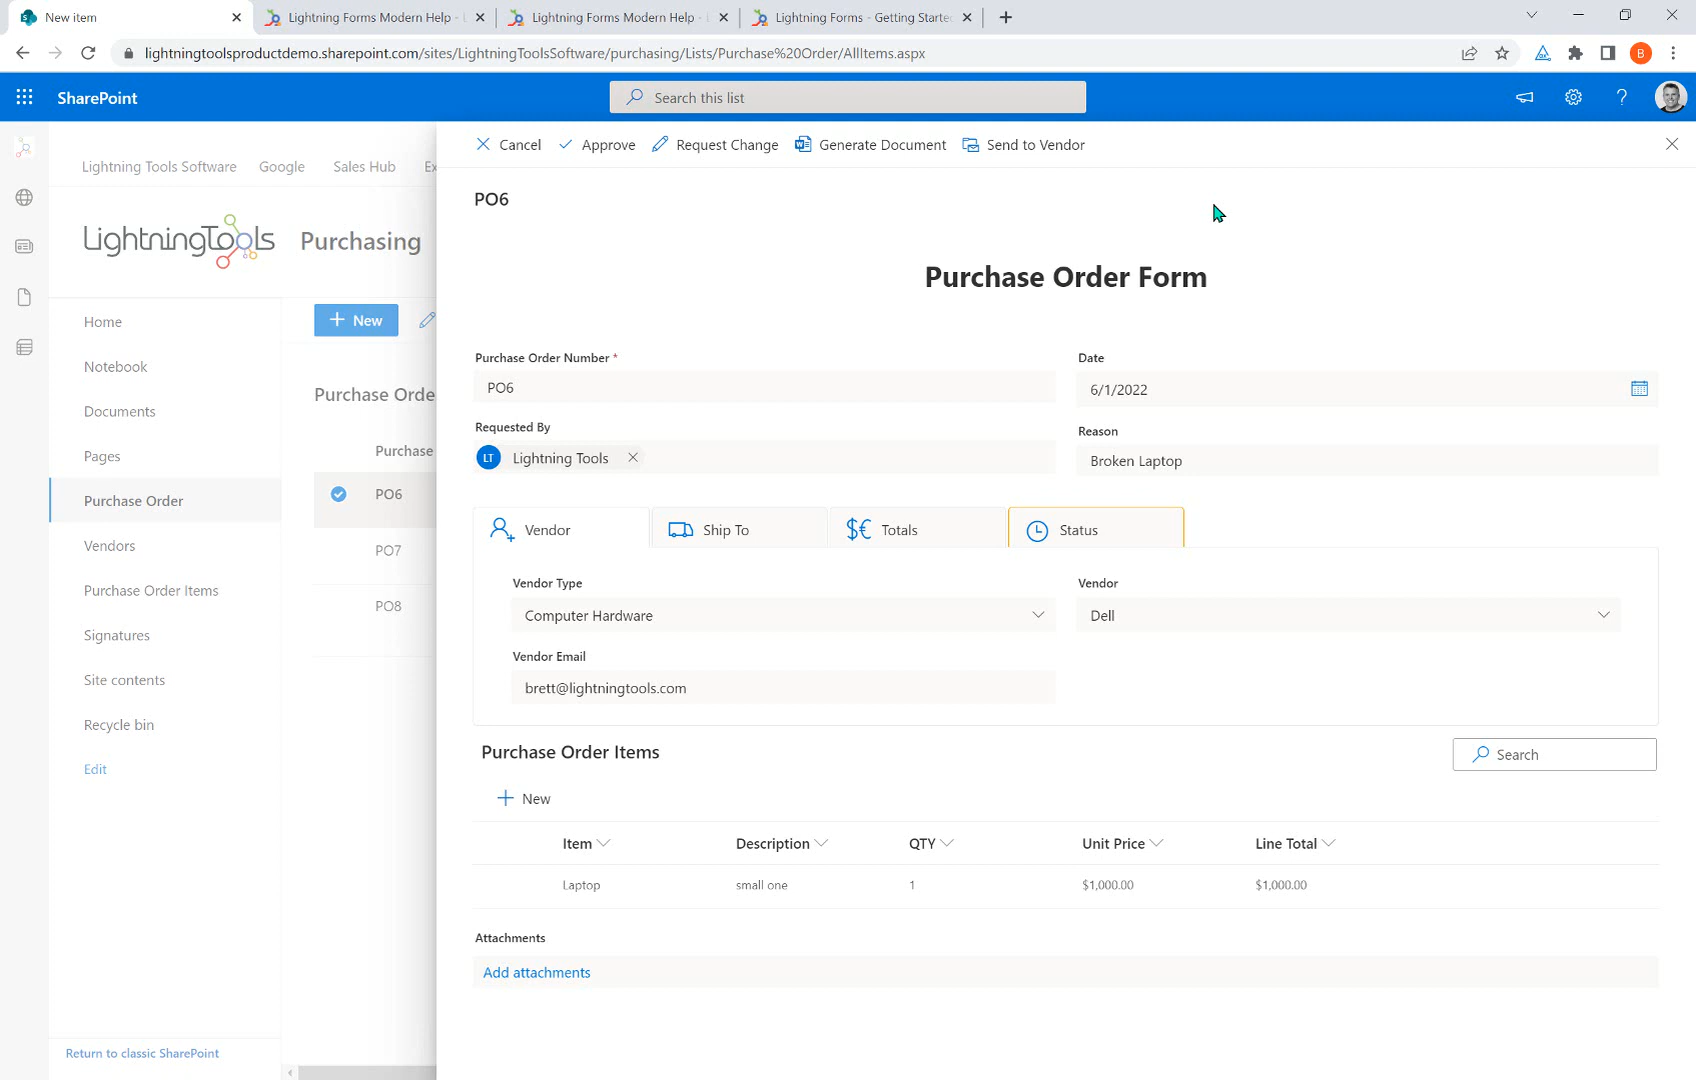 New item
Lightning Forms Modern Help -
Lightning Forms Modern Help -
Lightning Forms - Getting Starte
lightningtoolsproductdemo.sharepoint.com/sites/LightningToolsSoftware/purchasing/Lists/Purchase%20Order/AllItems.aspx
B
SharePoint
Search this list
Cancel
Approve
Request Change
Generate Document
Send to Vendor
Lightning Tools Software
Google
Sales Hub
Ex
LightningTools
Purchasing
PO6
Purchase Order Form
Home
Notebook
Documents
Pages
Purchase Order
Vendors
Purchase Order Items
Signatures
Site contents
Recycle bin
Edit
Return to classic SharePoint
New
Purchase Orde
Purchase
PO6
PO7
PO8
Purchase Order Number *
PO6
Date
6/1/2022
Requested By
LT Lightning Tools
Reason
Broken Laptop
Vendor
Ship To
$€ Totals
Status
Vendor Type
Computer Hardware
Vendor
Dell
Vendor Email
brett@lightningtools.com
Purchase Order Items
Search
New
Item
Description
QTY
Unit Price
Line Total
Laptop
small one
1
$1,000.00
$1,000.00
Attachments
Add attachments